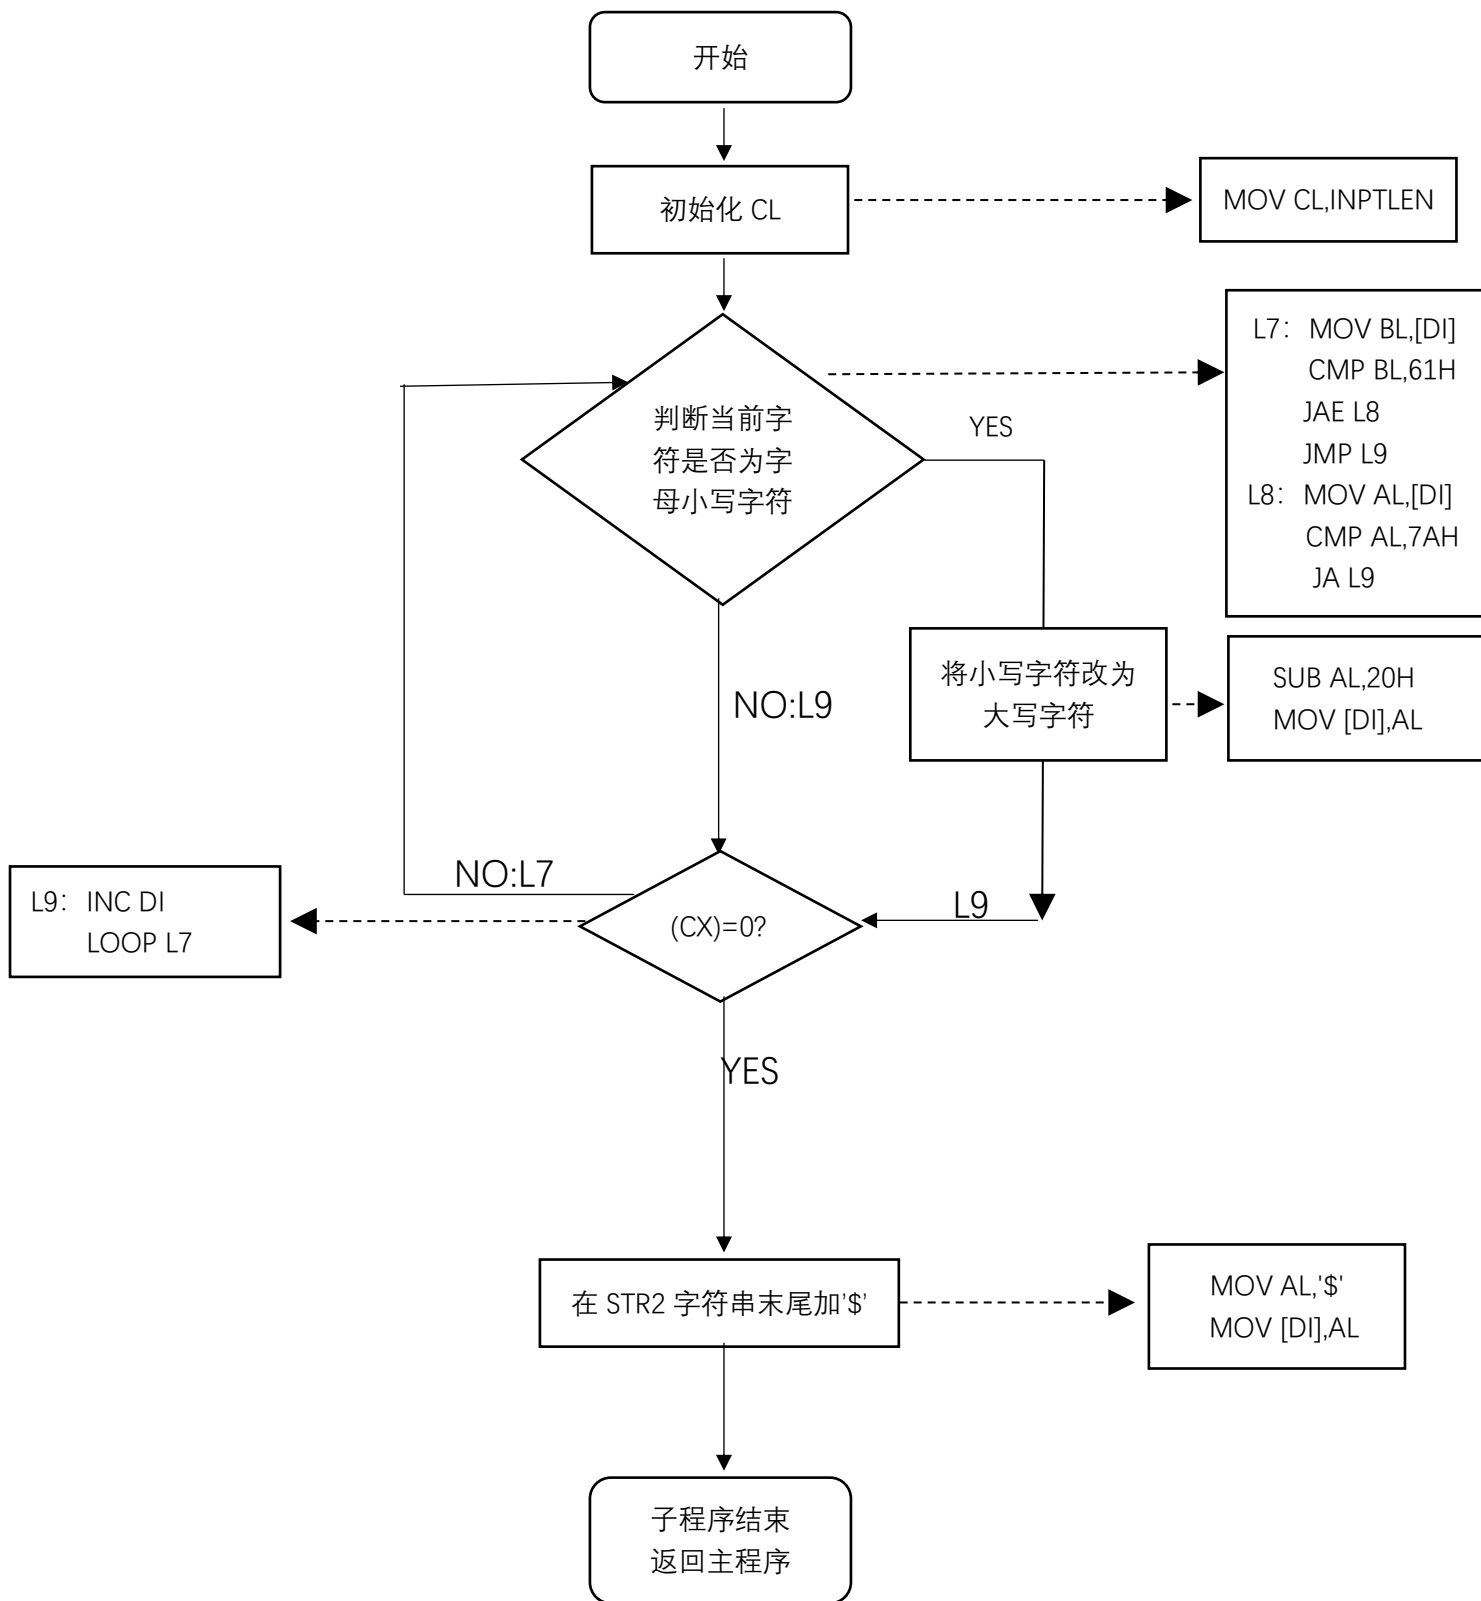 开始
初始化 CL
MOV CL,INPTLEN
L7： MOV BL,[DI]
CMP BL,61H
JAE L8
JMP L9
L8： MOV AL,[DI]
CMP AL,7AH
JA L9
判断当前字
符是否为字
母小写字符
YES
将小写字符改为
大写字符
SUB AL,20H
MOV [DI],AL
NO:L9
NO:L7
L9： INC DI
LOOP L7
(CX)=0?
L9
YES
在 STR2 字符串末尾加'$'
MOV AL,'$'
MOV [DI],AL
子程序结束
返回主程序